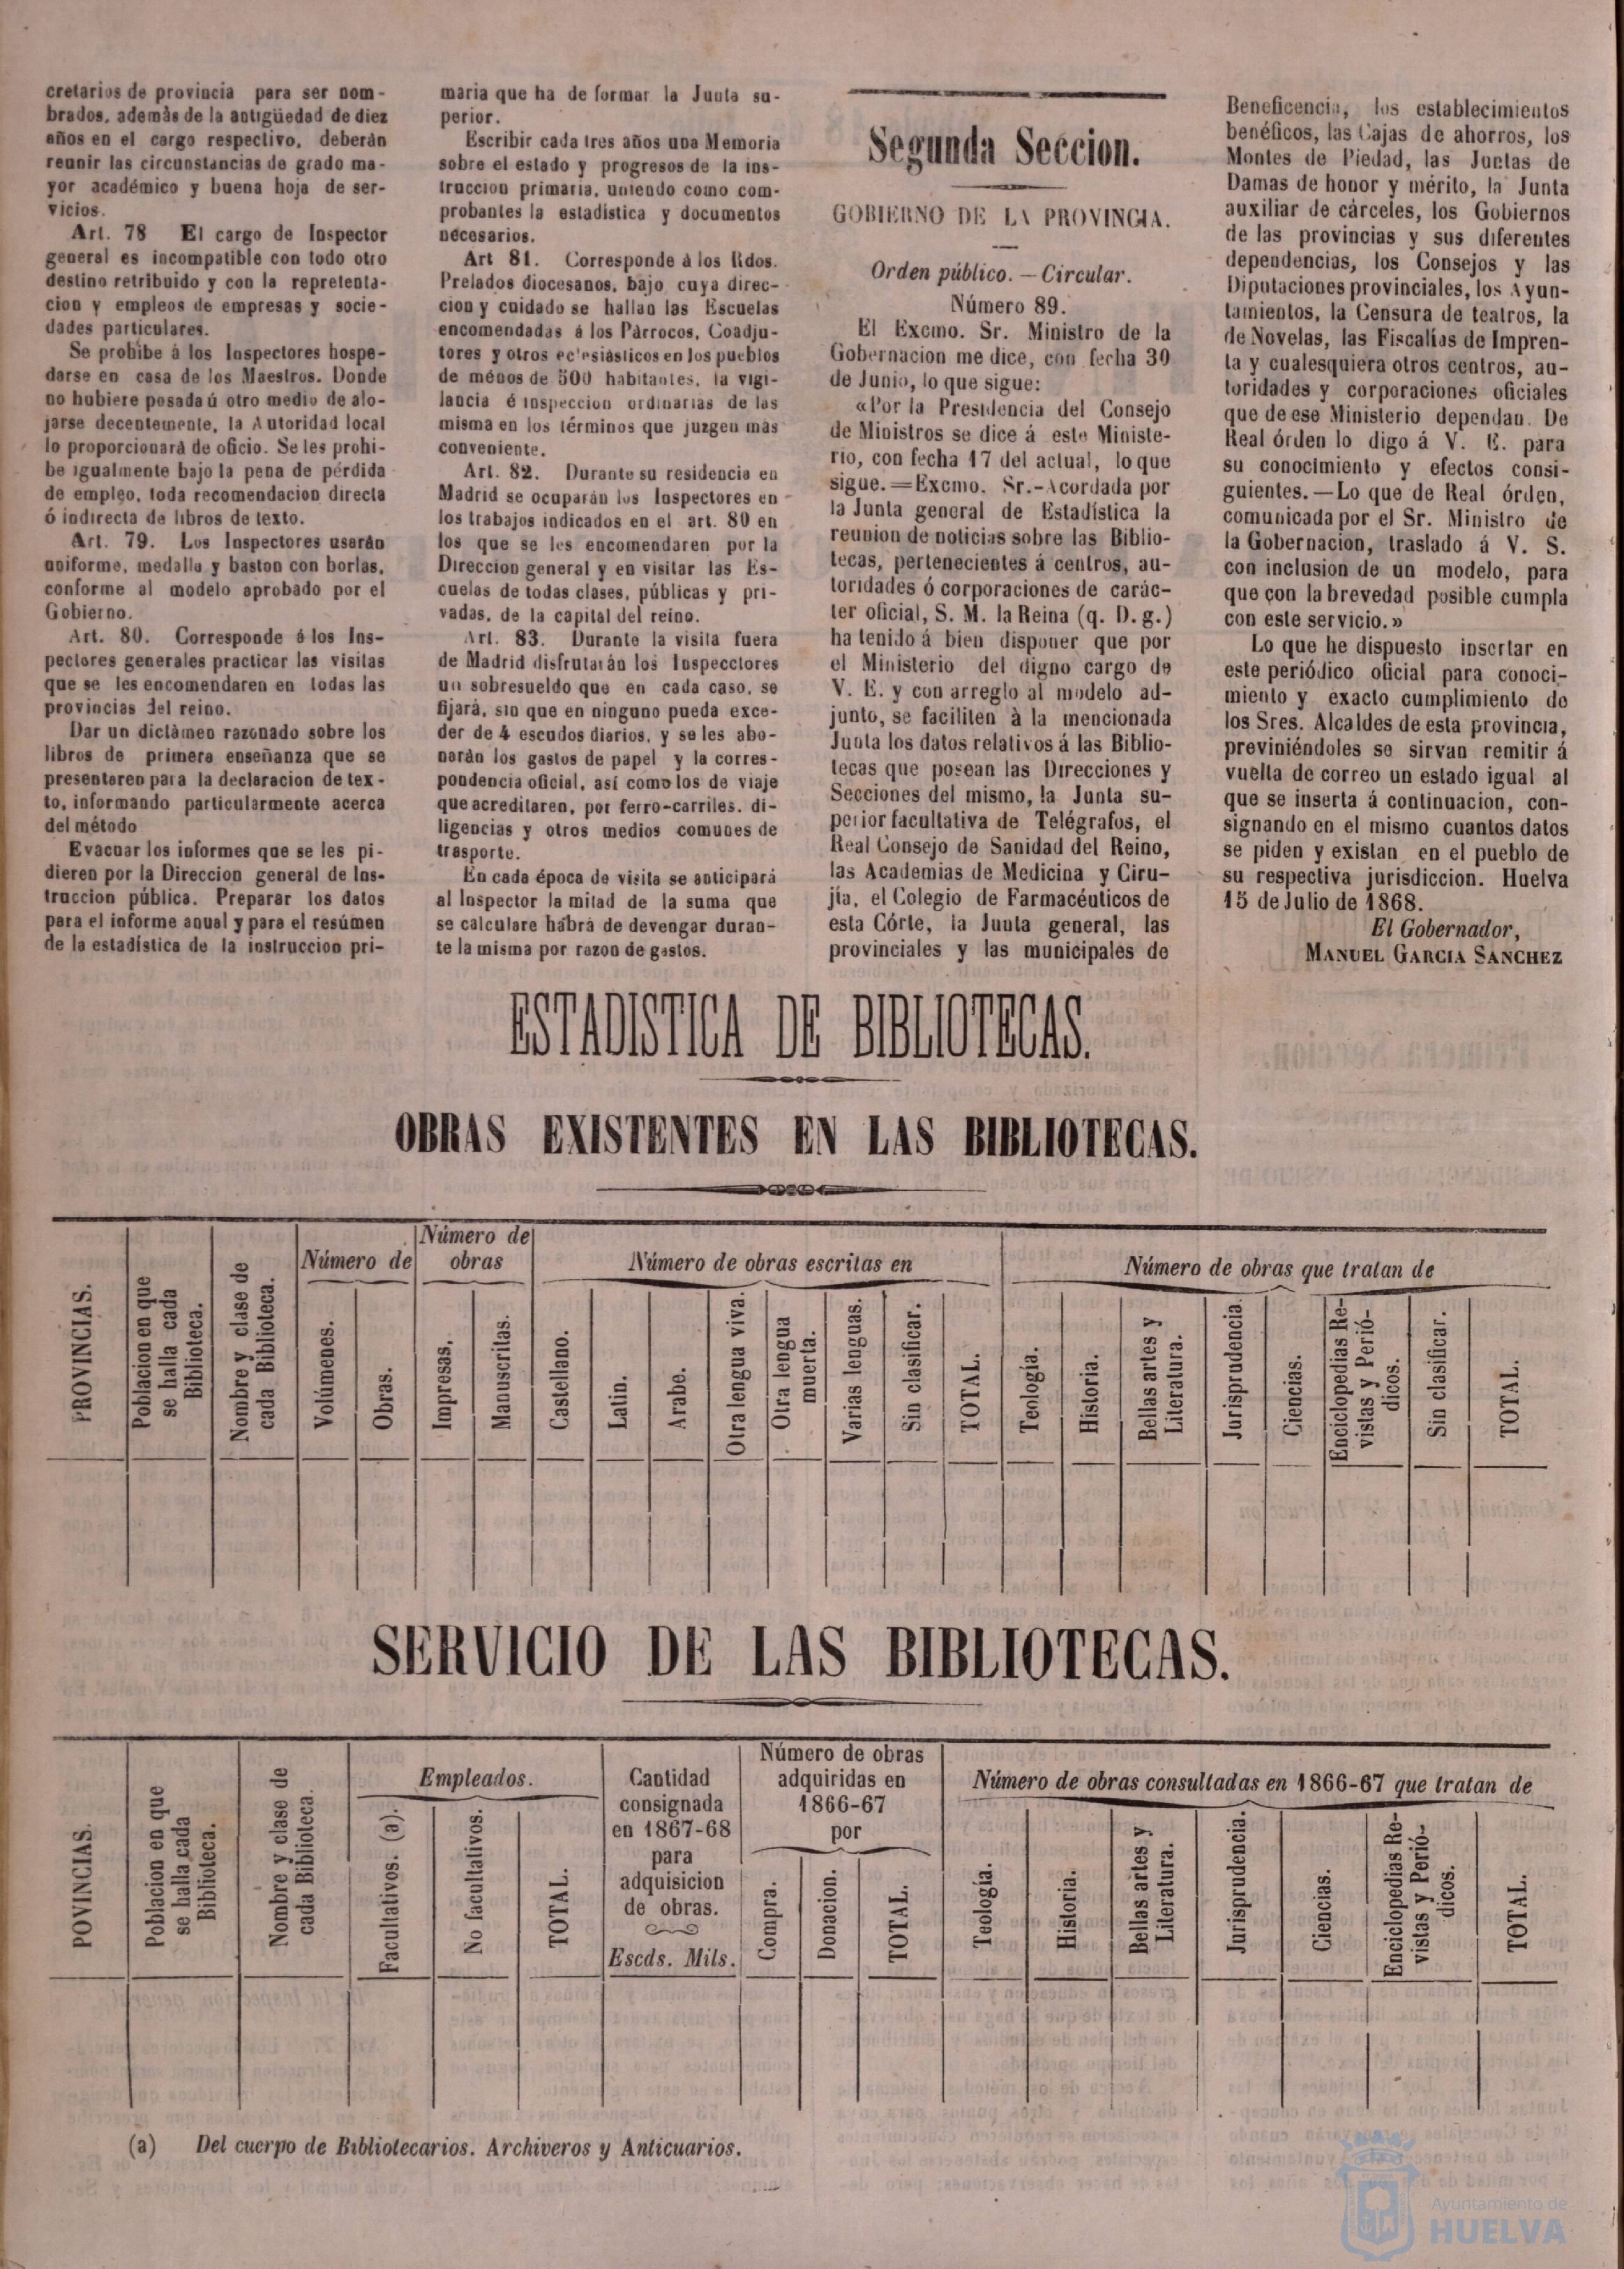 cretarios de provincia para ser nom-
brados, además de la antigüedad de diez
años en el cargo respectivo, deberán
reunir las circunstancias de grado ma-
yor académico y buena hoja de ser-
vicios.
Art. 78 El cargo de Inspector
general es incompatible con todo otro
destino retribuido y con la repretenta-
cion y empleos de empresas y socie-
dades particulares.
Se prohibe á los Inspectores hospe-
darse en casa de los Maestros. Donde
no hubiere posada ú otro medio de alo-
jarse decentemente, la Autoridad local
lo proporcionará de oficio. Se les prohi-
be igualmente bajo la pena de pérdida
de empleo, toda recomendacion directa
ó indirecta de libros de texto.
Art. 79. Los Inspectores usarán
uniforme, medalla y baston con borlas,
conforme al modelo aprobado por el
Gobierno.
Art. 80. Corresponde á los Ins-
pectores generales practicar las visitas
que se les encomendaren en todas las
provincias del reino.
Dar un dictámen razonado sobre los
libros de primera enseñanza que se
presentaren para la declaracion de tex-
to, informando particularmente acerca
del método
Evacuar los informes que se les pi-
dieren por la Direccion general de Ins-
truccion pública. Preparar los datos
para el informe anual y para el resúmen
de la estadística de la instruccion pri-
maria que ha de formar la Junta su-
perior.
Escribir cada tres años una Memoria
sobre el estado y progresos de la ins-
truccion primaria, uniendo como com-
probantes la estadística y documentos
necesarios.
Art 81. Corresponde á los Rdos.
Prelados diocesanos, bajo cuya direc-
cion y cuidado se hallan las Escuelas
encomendadas á los Párrocos, Coadju-
tores y otros eclesiásticos en los pueblos
de ménos de 500 habitantes, la vigi-
lancia é inspeccion ordinarias de las
misma en los términos que juzgen más
conveniente.
Art. 82. Durante su residencia en
Madrid se ocuparán los Inspectores en
los trabajos indicados en el art. 80 en
los que se les encomendaren por la
Direccion general y en visitar las Es-
cuelas de todas clases, públicas y pri-
vadas, de la capital del reino.
Art. 83. Durante la visita fuera
de Madrid disfrutarán los Inspecctores
un sobresueldo que en cada caso, se
fijará, sin que en ninguno pueda exce-
der de 4 escudos diarios, y se les abo-
narán los gastos de papel y la corres-
pondencia oficial, así como los de viaje
que acreditaren, por ferro-carriles, di-
ligencias y otros medios comunes de
trasporte.
En cada época de visita se anticipará
al Inspector la mitad de la suma que
se calculare habrá de devengar duran-
te la misma por razon de gastos.
Segunda Seccion.
GOBIERNO DE LA PROVINCIA.
Orden público.—Circular.
Número 89.
El Excmo. Sr. Ministro de la
Gobernacion me dice, con fecha 30
de Junio, lo que sigue:
«Por la Presidencia del Consejo
de Ministros se dice á este Ministe-
rio, con fecha 17 del actual, lo que
sigue.=Excmo. Sr.-Acordada por
la Junta general de Estadística la
reunion de noticias sobre las Biblio-
tecas, pertenecientes á centros, au-
toridades ó corporaciones de carác-
ter oficial, S. M. la Reina (q. D. g.)
ha tenido á bien disponer que por
el Ministerio del digno cargo de
V. E. y con arreglo al modelo ad-
junto, se faciliten à la mencionada
Junta los datos relativos á las Biblio-
tecas que posean las Direcciones y
Secciones del mismo, la Junta su-
perior facultativa de Telégrafos, el
Real Consejo de Sanidad del Reino,
las Academias de Medicina y Ciru-
jía, el Colegio de Farmacéuticos de
esta Córte, la Junta general, las
provinciales y las municipales de
Beneficencia, los establecimientos
benéficos, las Cajas de ahorros, los
Montes de Piedad, las Juntas de
Damas de honor y mérito, la Junta
auxiliar de cárceles, los Gobiernos
de las provincias y sus diferentes
dependencias, los Consejos y las
Diputaciones provinciales, los Ayun-
tamientos, la Censura de teatros, la
de Novelas, las Fiscalías de Impren-
ta y cualesquiera otros centros, au-
toridades y corporaciones oficiales
que de ese Ministerio dependan. De
Real órden lo digo á V. E. para
su conocimiento y efectos consi-
guientes.—Lo que de Real órden,
comunicada por el Sr. Ministro de
la Gobernacion, traslado á V. S.
con inclusion de un modelo, para
que con la brevedad posible cumpla
con este servicio.»
Lo que he dispuesto insertar en
este periódico oficial para conoci-
miento y exacto cumplimiento de
los Sres. Alcaldes de esta provincia,
previniéndoles se sirvan remitir á
vuelta de correo un estado igual al
que se inserta á continuacion, con-
signando en el mismo cuantos datos
se piden y existan en el pueblo de
su respectiva jurisdiccion. Huelva
15 de Julio de 1868.
El Gobernador,
MANUEL GARCIA SANCHEZ
ESTADISTICA DE BIBLIOTECAS.
OBRAS EXISTENTES EN LAS BIBLIOTECAS.
PROVINCIAS.
Poblacion en que
se halla cada
Biblioteca.
Nombre y clase de
cada Biblioteca.
Número de
Volúmenes.
Obras.
Número de
obras
Impresas.
Manuscritas.
Número de obras escritas en
Castellano.
Latin.
Arabe.
Otra lengua viva.
Otra lengua
muerta.
Varias lenguas.
Sin clasificar.
TOTAL.
Número de obras que tratan de
Teología.
Historia.
Bellas artes y
Literatura.
Jurisprudencia.
Ciencias.
Enciclopedias Re-
vistas y Perió-
dicos.
Sin clasificar.
TOTAL.
SERVICIO DE LAS BIBLIOTECAS.
POVINCIAS.
Poblacion en que
se halla cada
Biblioteca.
Nombre y clase de
cada Biblioteca.
Empleados.
Facultativos. (a).
No facultativos.
TOTAL.
Cantidad
consignada
en 1867-68
para
adquisicion
de obras.
Escds. Mils.
Número de obras
adquiridas en
1866-67
por
Compra.
Donacion.
TOTAL.
Número de obras consultadas en 1866-67 que tratan de
Teología.
Historia.
Bellas artes y
Literatura.
Jurisprudencia.
Ciencias.
Enciclopedias Re-
vistas y Perió-
dicos.
TOTAL.
(a) Del cuerpo de Bibliotecarios. Archiveros y Anticuarios.
Ayuntamiento de
HUELVA